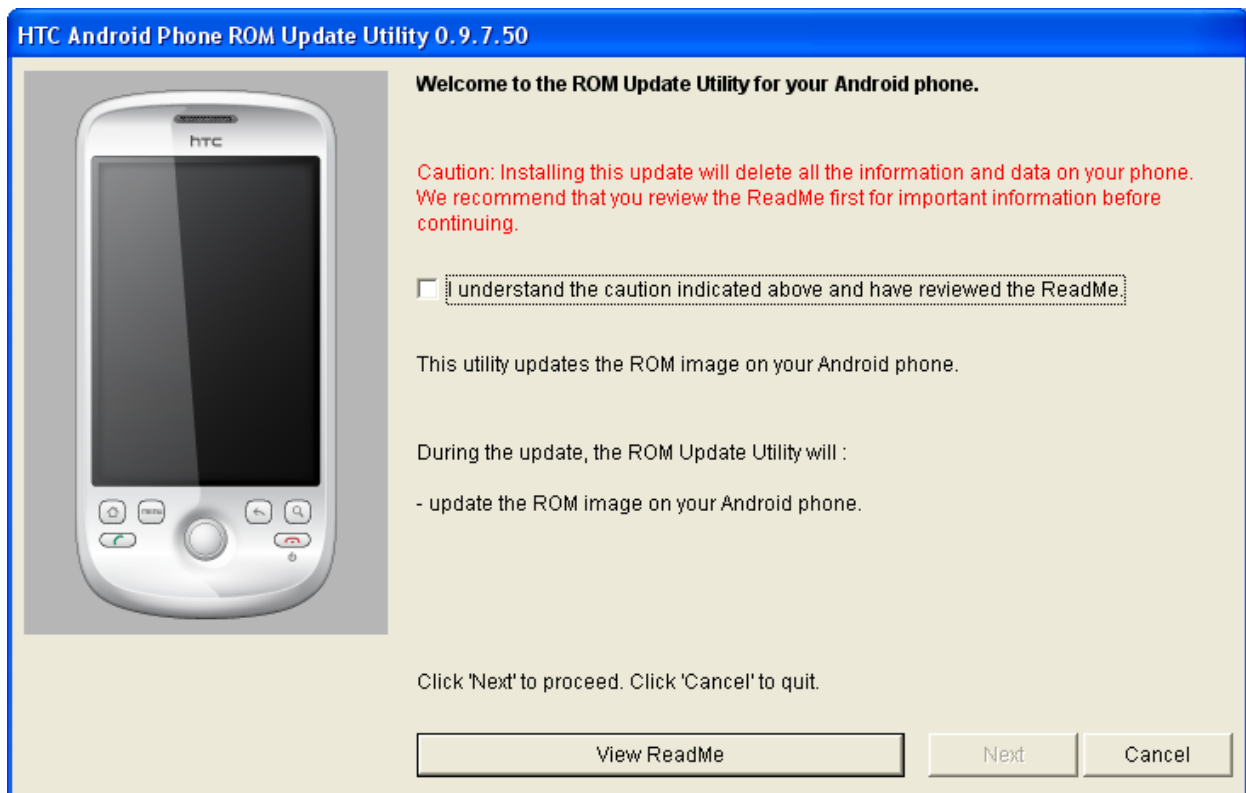 HTC Android Phone ROM Update Utility 0.9.7.50
hTC
menu
Welcome to the ROM Update Utility for your Android phone.
Caution: Installing this update will delete all the information and data on your phone.
We recommend that you review the ReadMe first for important information before
continuing.
I understand the caution indicated above and have reviewed the ReadMe.
This utility updates the ROM image on your Android phone.
During the update, the ROM Update Utility will :
- update the ROM image on your Android phone.
Click 'Next' to proceed. Click 'Cancel' to quit.
View ReadMe
Next
Cancel